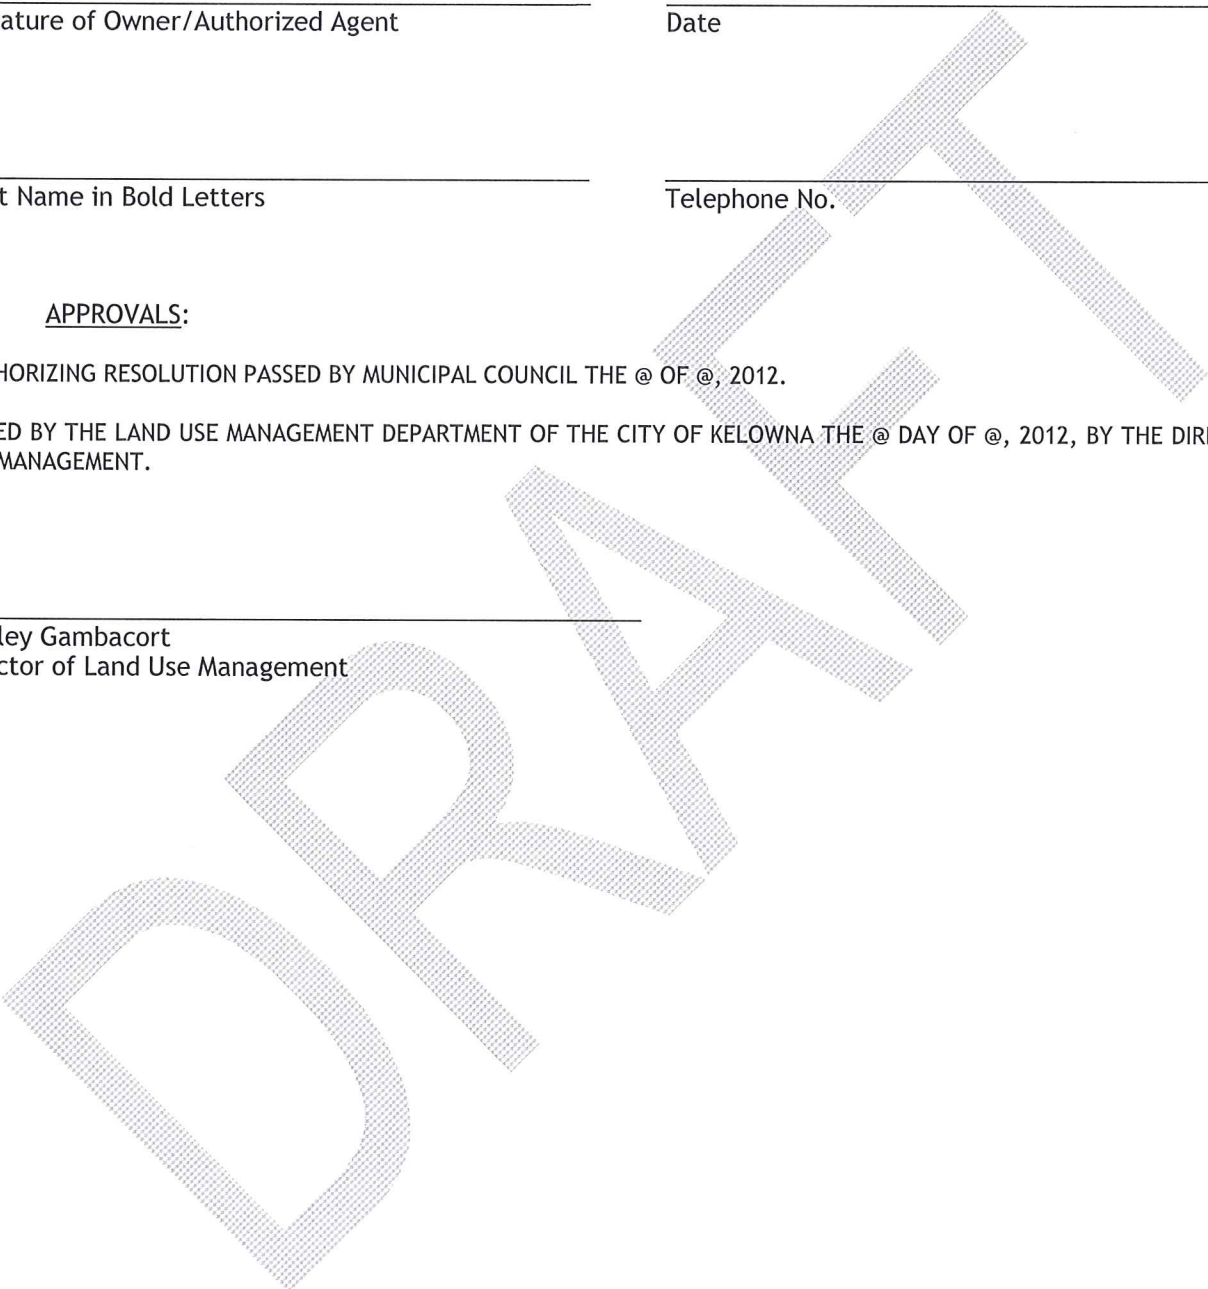 ature of Owner/Authorized Agent Date
t Name in Bold Letters Telephone No.
APPROVALS:
HORIZING RESOLUTION PASSED BY MUNICIPAL COUNCIL THE @ OF @, 2012.
ED BY THE LAND USE MANAGEMENT DEPARTMENT OF THE CITY OF KELOWNA THE @ DAY OF @, 2012, BY THE DIR
MANAGEMENT.
ley Gambacort
ctor of Land Use Management
DRAFT